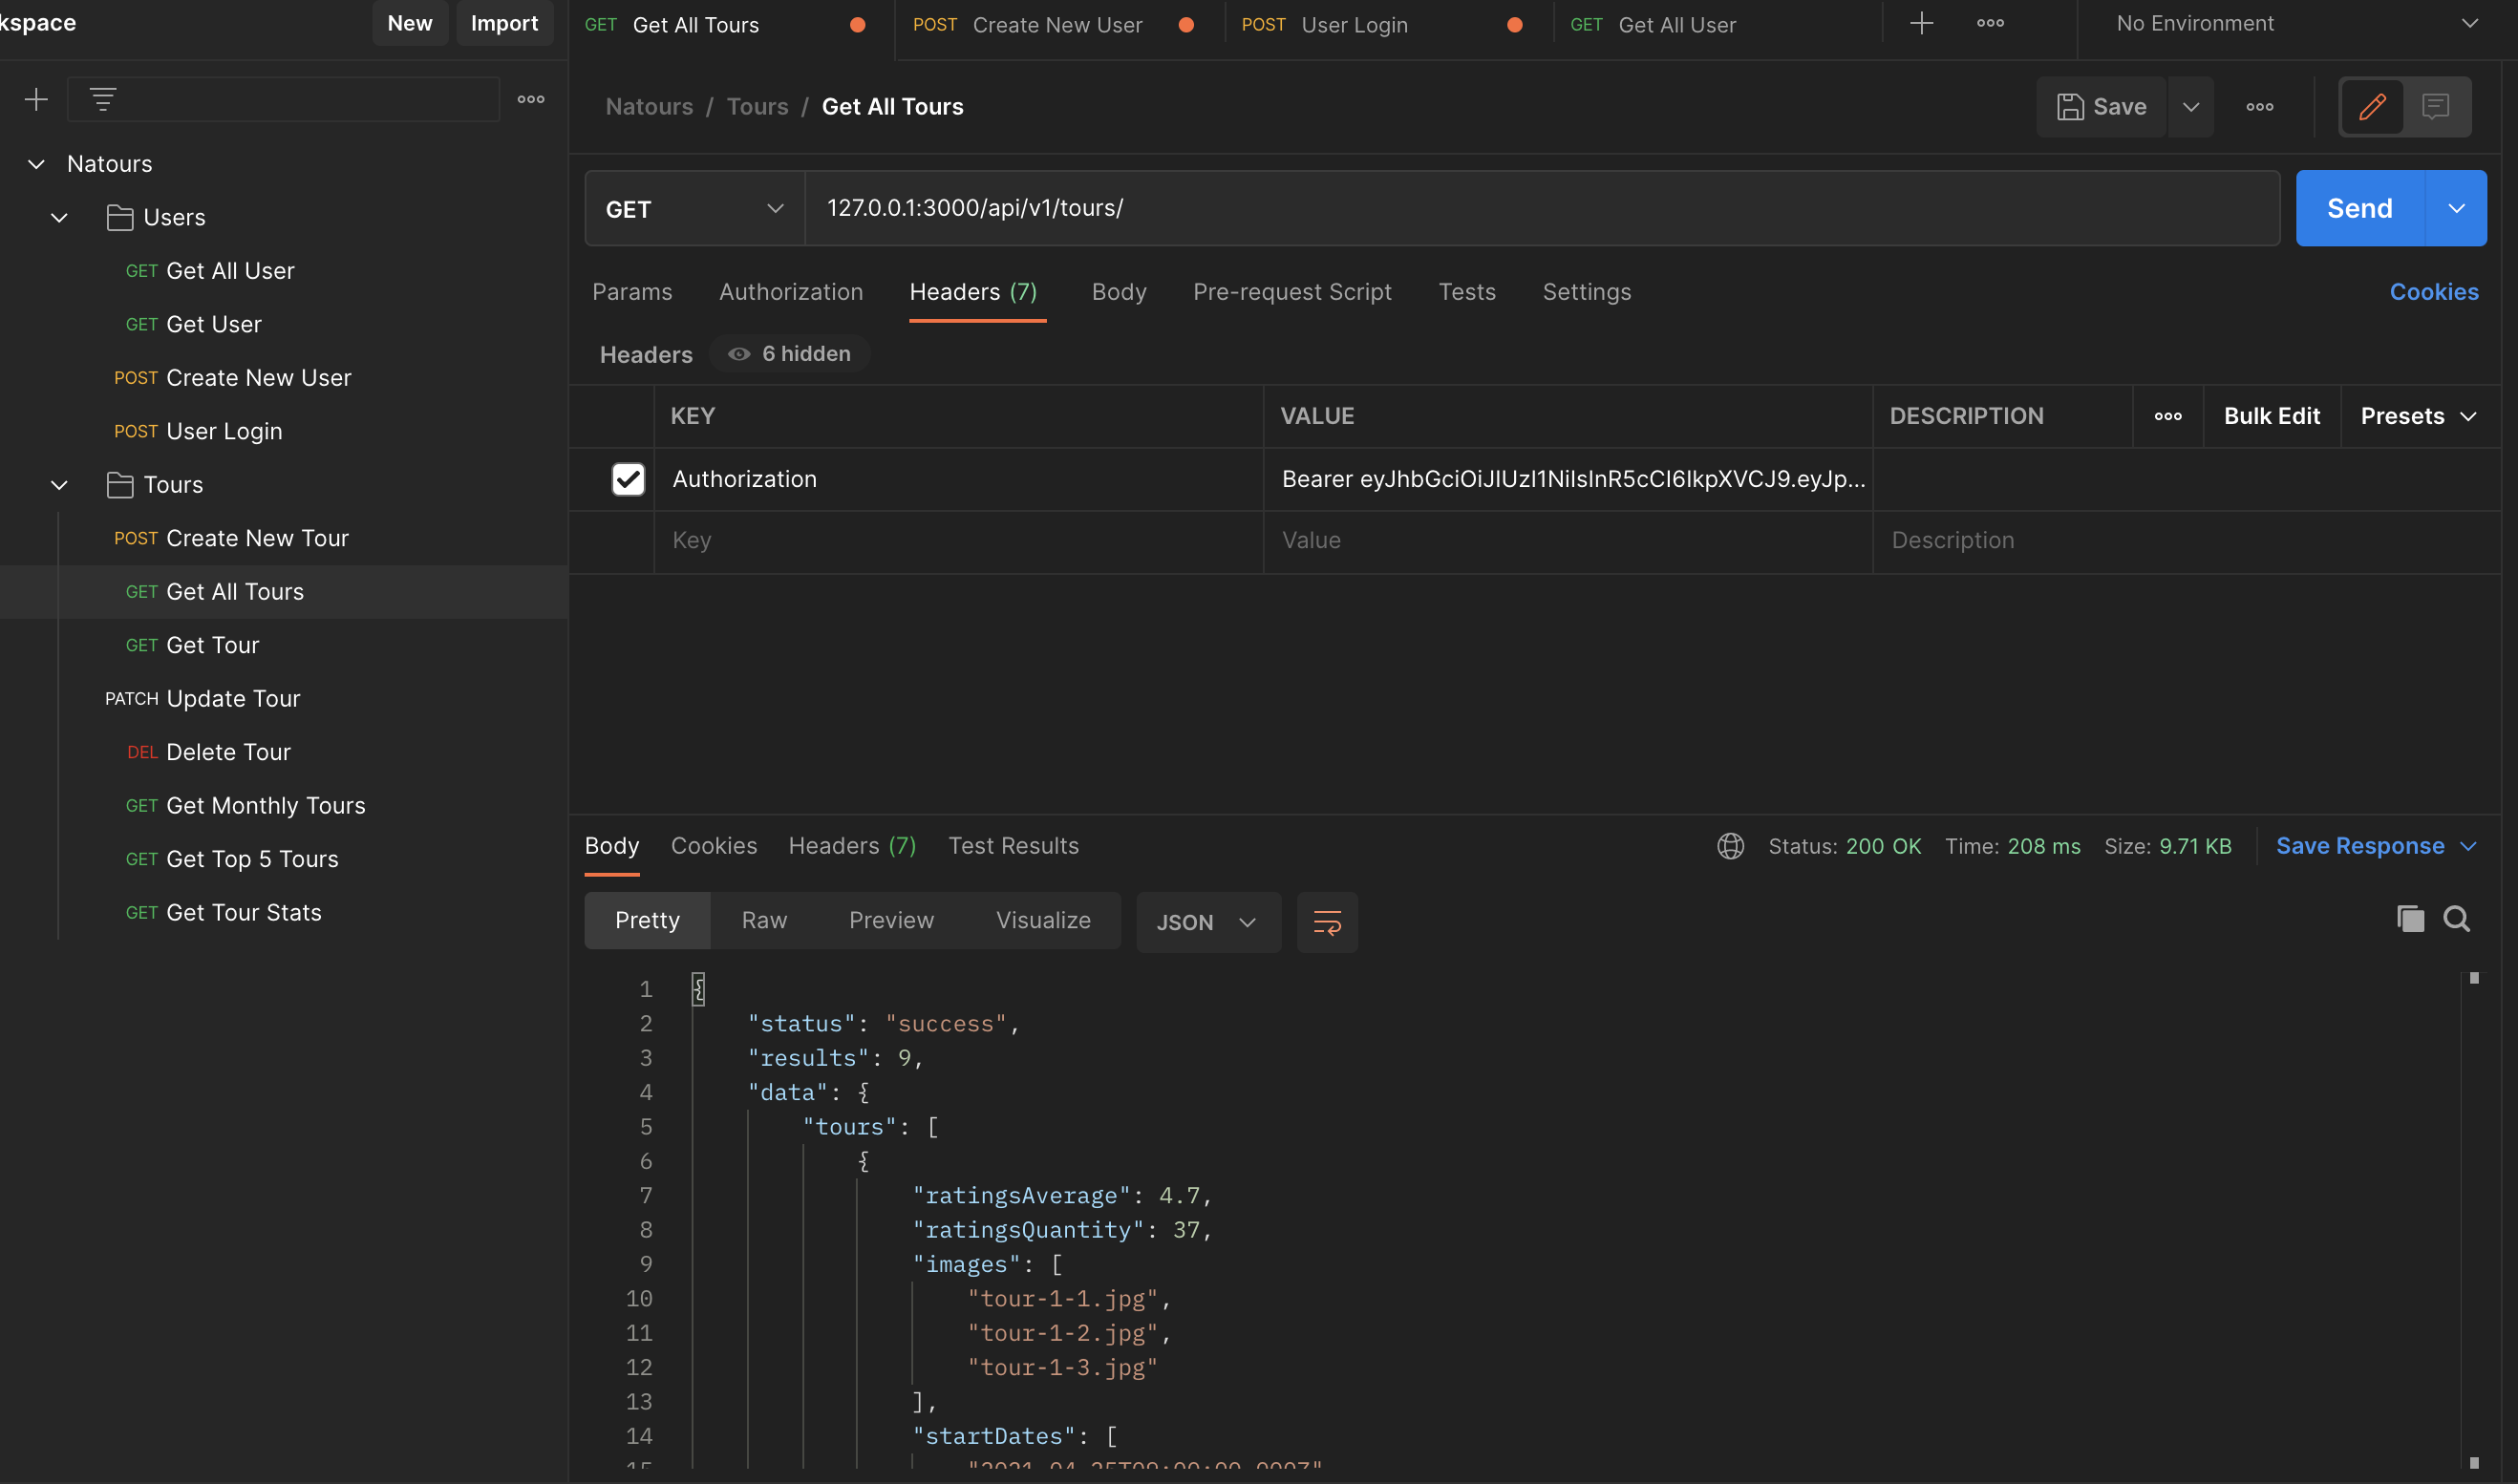 kspace
New
Import
GET Get All Tours
POST Create New User
POST User Login
GET Get All User
No Environment
Natours / Tours / Get All Tours
Save
Natours
Users
GET Get All User
GET Get User
POST Create New User
POST User Login
Tours
POST Create New Tour
GET Get All Tours
GET Get Tour
PATCH Update Tour
DEL Delete Tour
GET Get Monthly Tours
GET Get Top 5 Tours
GET Get Tour Stats
GET
127.0.0.1:3000/api/v1/tours/
Send
Params Authorization Headers (7) Body Pre-request Script Tests Settings Cookies
Headers 6 hidden
KEY VALUE DESCRIPTION Bulk Edit Presets
Authorization Bearer eyJhbGciOiJIUzI1NiIsInR5cCI6IkpXVCJ9.eyJp...
Key Value Description
Body Cookies Headers (7) Test Results Status: 200 OK Time: 208 ms Size: 9.71 KB Save Response
Pretty Raw Preview Visualize JSON
1 {
2 "status": "success",
3 "results": 9,
4 "data": {
5 "tours": [
6 {
7 "ratingsAverage": 4.7,
8 "ratingsQuantity": 37,
9 "images": [
10 "tour-1-1.jpg",
11 "tour-1-2.jpg",
12 "tour-1-3.jpg"
13 ],
14 "startDates": [
15 "2021-04-25T09:00:00.000Z"